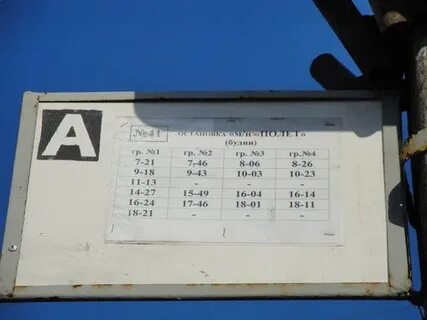 А
№41 ОСТАНОВКА «М/Н»ПОЛЕТ»
(будни)
гр. №1 гр. №2 гр. №3 гр. №4
7-21 7-46 8-06 8-26
9-18 9-43 10-03 10-23
11-13 - - -
14-27 15-49 16-04 16-14
16-24 17-46 18-01 18-11
18-21 - - -